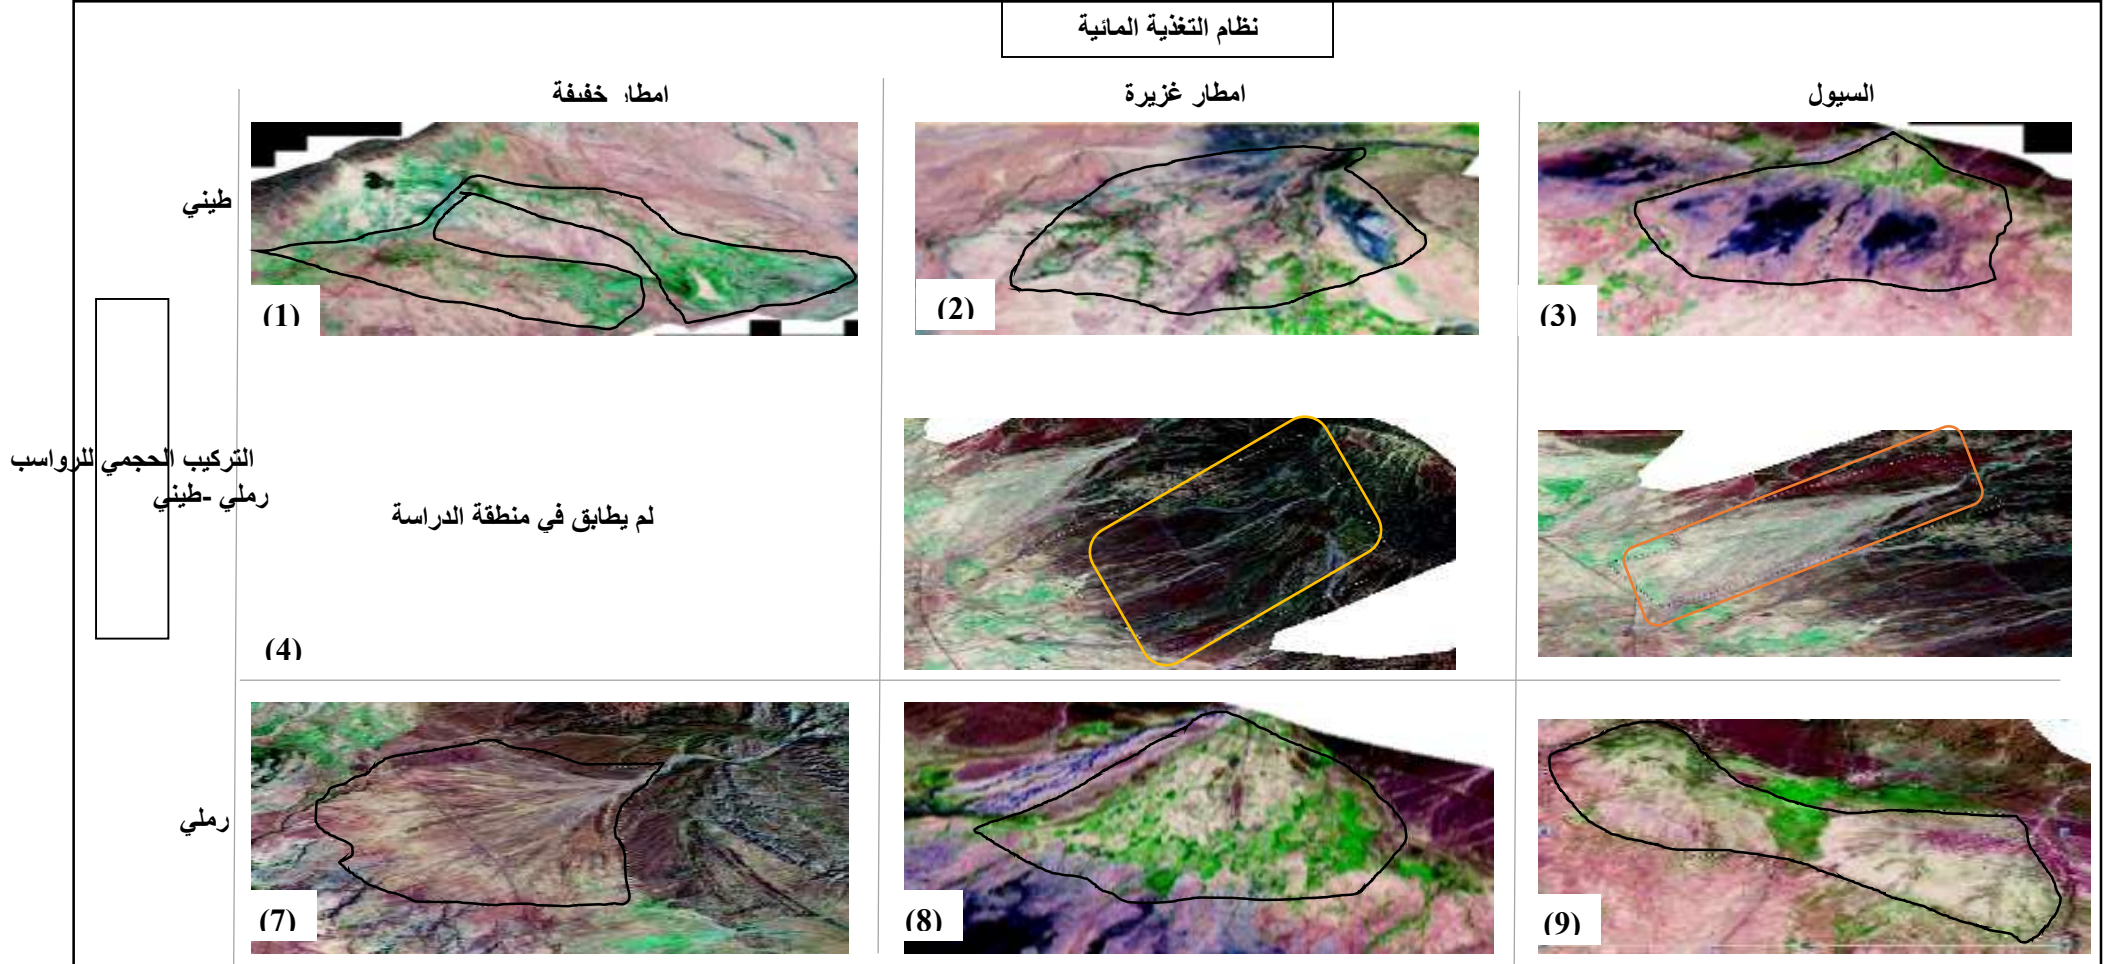 نظام التغذية المائية
امطار خفيفة
امطار غزيرة
السيول
طيني
(1)
(2)
(3)
التركيب الحجمي للرواسب
رملي -طيني
لم يطابق في منطقة الدراسة
(4)
رملي
(7)
(8)
(9)